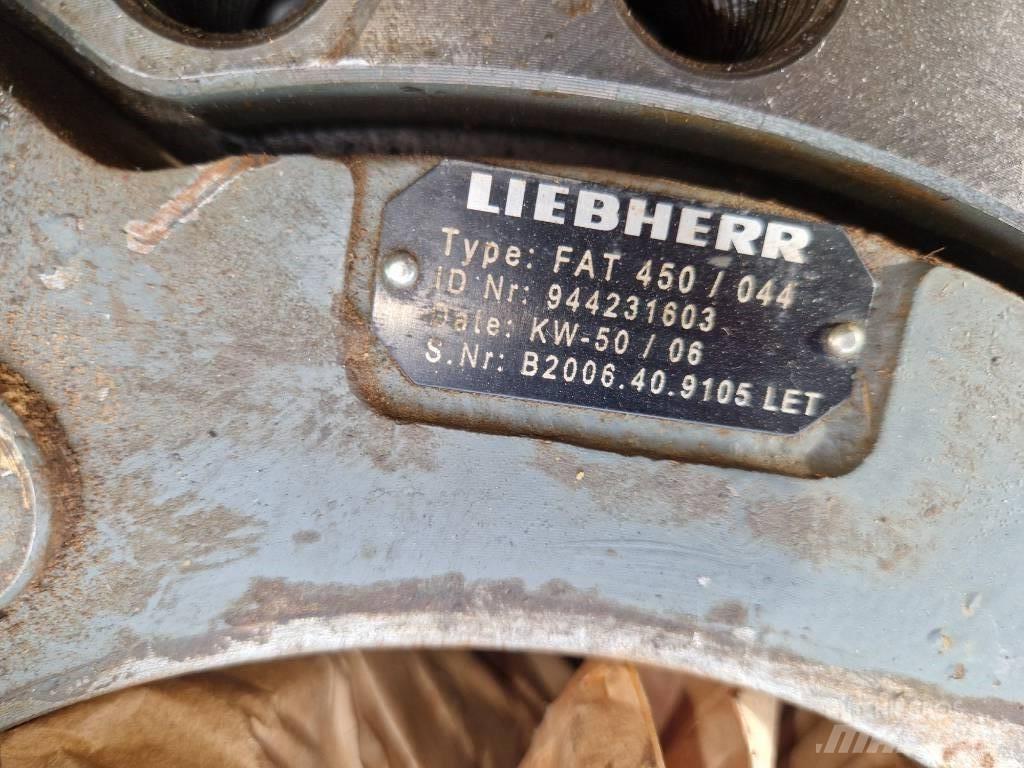 LIEBHERR
Type: FAT 450 / 044
ID Nr: 944231603
Date: KW-50 / 06
S.Nr: B2006.40.9105 LET